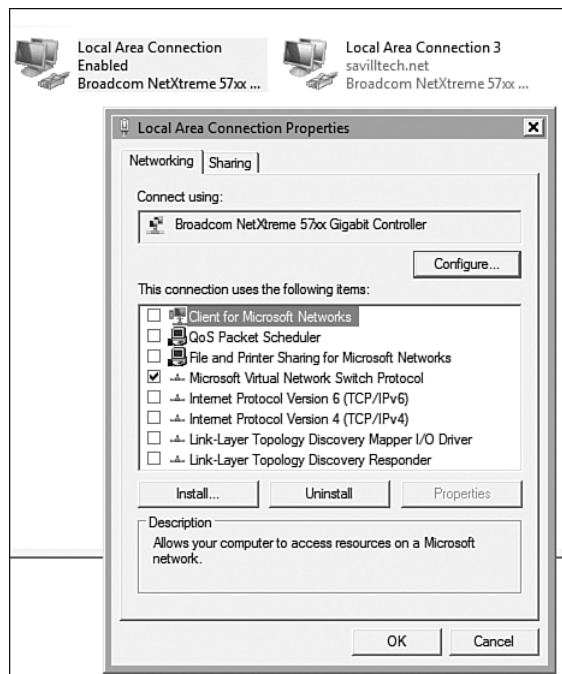 Local Area Connection
Enabled
Broadcom NetXtreme 57xx ...
Local Area Connection 3
savilltech.net
Broadcom NetXtreme 57xx ...
Local Area Connection Properties
Networking
Sharing
Connect using:
Broadcom NetXtreme 57xx Gigabit Controller
Configure...
This connection uses the following items:
Client for Microsoft Networks
QoS Packet Scheduler
File and Printer Sharing for Microsoft Networks
Microsoft Virtual Network Switch Protocol
Internet Protocol Version 6 (TCP/IPv6)
Internet Protocol Version 4 (TCP/IPv4)
Link-Layer Topology Discovery Mapper I/O Driver
Link-Layer Topology Discovery Responder
Install...
Uninstall
Properties
Description
Allows your computer to access resources on a Microsoft
network.
OK
Cancel